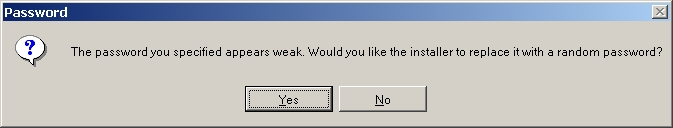 Password
The password you specified appears weak. Would you like the installer to replace it with a random password?
Yes
No